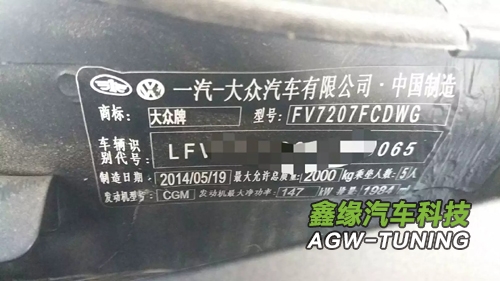 一汽-大众汽车有限公司·中国制造
商标: 大众牌 型号: FV7207FCDWG
车辆识别代号: LFV 065
制造日期 2014/05/19 最大允许总质量: 2000 kg 乘坐人数: 5人
发动机型号: CGM 发动机最大净功率: 147 kW 排量: 1984
鑫缘汽车科技
AGW-TUNING